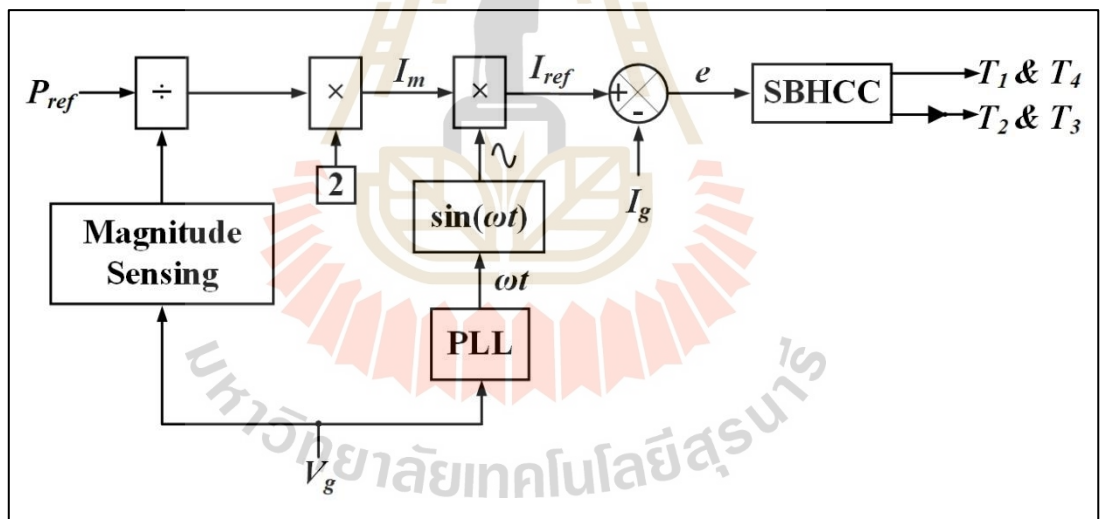 P_ref
÷
×
I_m
×
I_ref
+
-
e
SBHCC
T_1 & T_4
T_2 & T_3
2
sin(ωt)
I_g
Magnitude
Sensing
ωt
PLL
V_g
มหาวิทยาลัยเทคโนโลยีสุรนารี